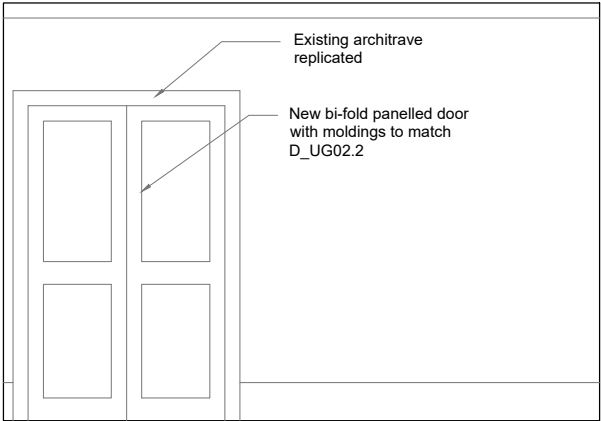 Existing architrave
replicated
New bi-fold panelled door
with moldings to match
D_UG02.2